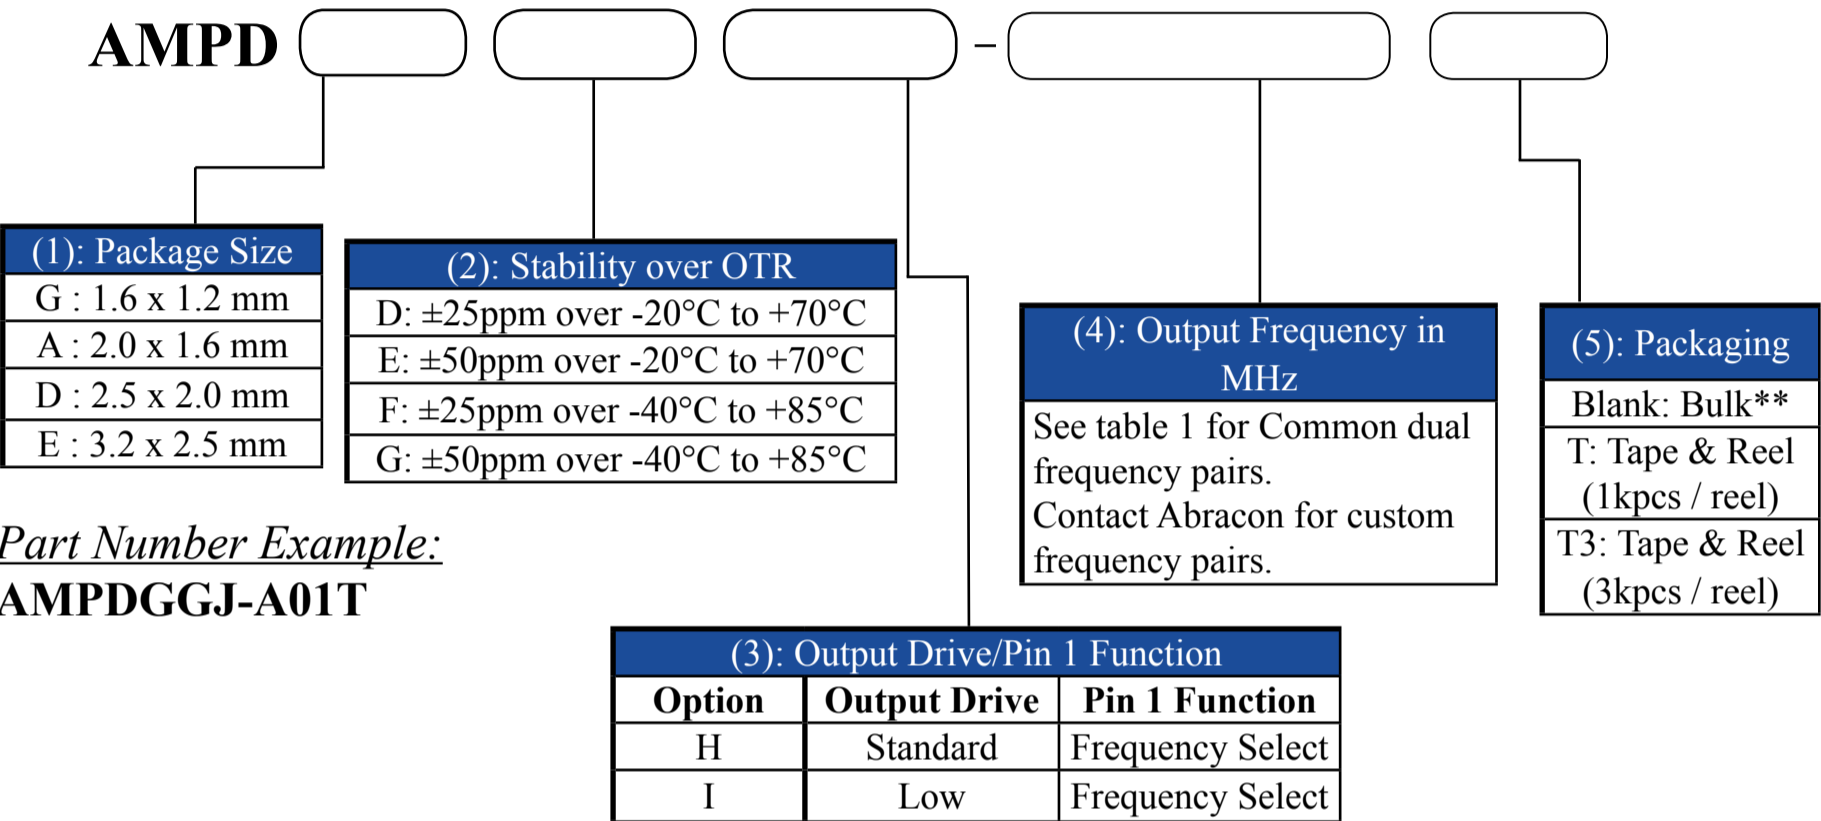 AMPD –
(1): Package Size
G : 1.6 x 1.2 mm
A : 2.0 x 1.6 mm
D : 2.5 x 2.0 mm
E : 3.2 x 2.5 mm
(2): Stability over OTR
D: ±25ppm over -20°C to +70°C
E: ±50ppm over -20°C to +70°C
F: ±25ppm over -40°C to +85°C
G: ±50ppm over -40°C to +85°C
(4): Output Frequency in
MHz
See table 1 for Common dual
frequency pairs.
Contact Abracon for custom
frequency pairs.
(5): Packaging
Blank: Bulk**
T: Tape & Reel
(1kpcs / reel)
T3: Tape & Reel
(3kpcs / reel)
Part Number Example:
AMPDGGJ-A01T
(3): Output Drive/Pin 1 Function
Option Output Drive Pin 1 Function
H Standard Frequency Select
I Low Frequency Select